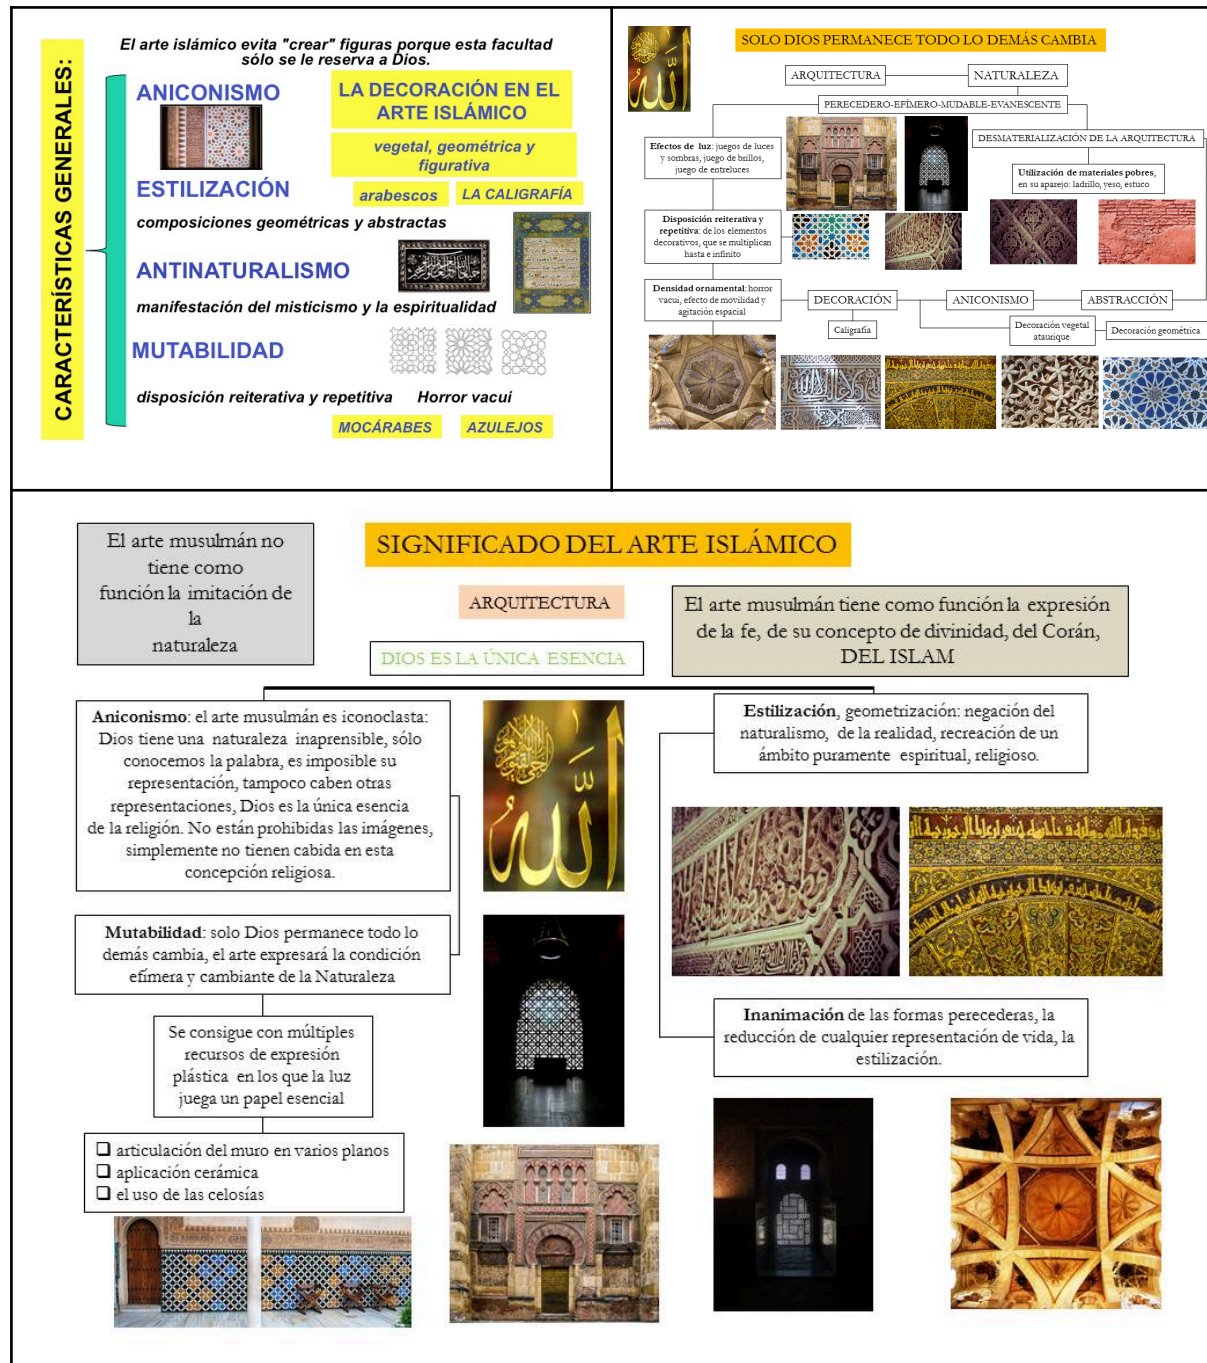 CARACTERÍSTICAS GENERALES:
El arte islámico evita "crear" figuras porque esta facultad
sólo se le reserva a Dios.
ANICONISMO
LA DECORACIÓN EN EL
ARTE ISLÁMICO
vegetal, geométrica y
figurativa
ESTILIZACIÓN
arabescos
LA CALIGRAFÍA
composiciones geométricas y abstractas
ANTINATURALISMO
manifestación del misticismo y la espiritualidad
MUTABILIDAD
disposición reiterativa y repetitiva
Horror vacui
MOCÁRABES
AZULEJOS
SOLO DIOS PERMANECE TODO LO DEMÁS CAMBIA
ARQUITECTURA
NATURALEZA
PERECEDERO-EFÍMERO-MUDABLE-EVANESCENTE
Efectos de luz: juegos de luces
y sombras, juego de brillos,
juego de entreluces
DESMATERIALIZACIÓN DE LA ARQUITECTURA
Utilización de materiales pobres,
en su aparejo: ladrillo, yeso, estuco
Disposición reiterativa y
repetitiva: de los elementos
decorativos, que se multiplican
hasta e infinito
Densidad ornamental: horror
vacui, efecto de movilidad y
agitación espacial
DECORACIÓN
ANICONISMO
ABSTRACCIÓN
Caligrafía
Decoración vegetal
ataurique
Decoración geométrica
الله
El arte musulmán no
tiene como
función la imitación de
la
naturaleza
SIGNIFICADO DEL ARTE ISLÁMICO
ARQUITECTURA
DIOS ES LA ÚNICA ESENCIA
El arte musulmán tiene como función la expresión
de la fe, de su concepto de divinidad, del Corán,
DEL ISLAM
Aniconismo: el arte musulmán es iconoclasta:
Dios tiene una naturaleza inaprensible, sólo
conocemos la palabra, es imposible su
representación, tampoco caben otras
representaciones, Dios es la única esencia
de la religión. No están prohibidas las imágenes,
simplemente no tienen cabida en esta
concepción religiosa.
الله
Estilización, geometrización: negación del
naturalismo, de la realidad, recreación de un
ámbito puramente espiritual, religioso.
Mutabilidad: solo Dios permanece todo lo
demás cambia, el arte expresará la condición
efímera y cambiante de la Naturaleza
Se consigue con múltiples
recursos de expresión
plástica en los que la luz
juega un papel esencial
articulación del muro en varios planos
aplicación cerámica
el uso de las celosías
Inanimación de las formas perecederas, la
reducción de cualquier representación de vida, la
estilización.